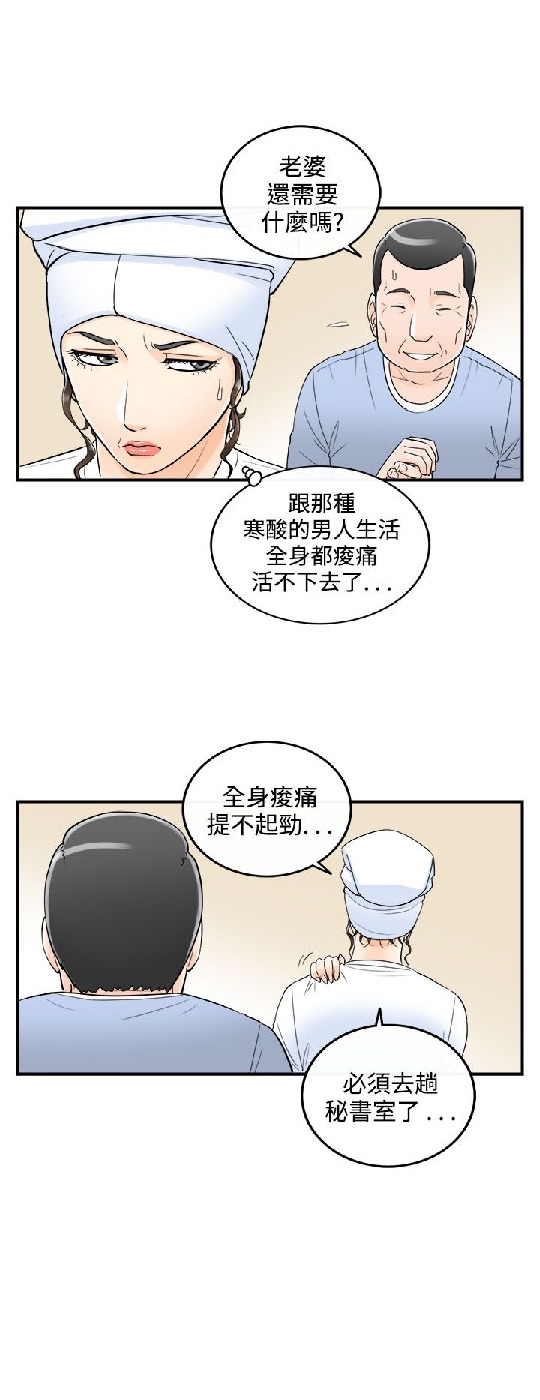 老婆
還需要
什麼嗎?
跟那種
寒酸的男人生活
全身都痠痛
活不下去了...
全身痠痛
提不起勁...
必須去趟
秘書室了...